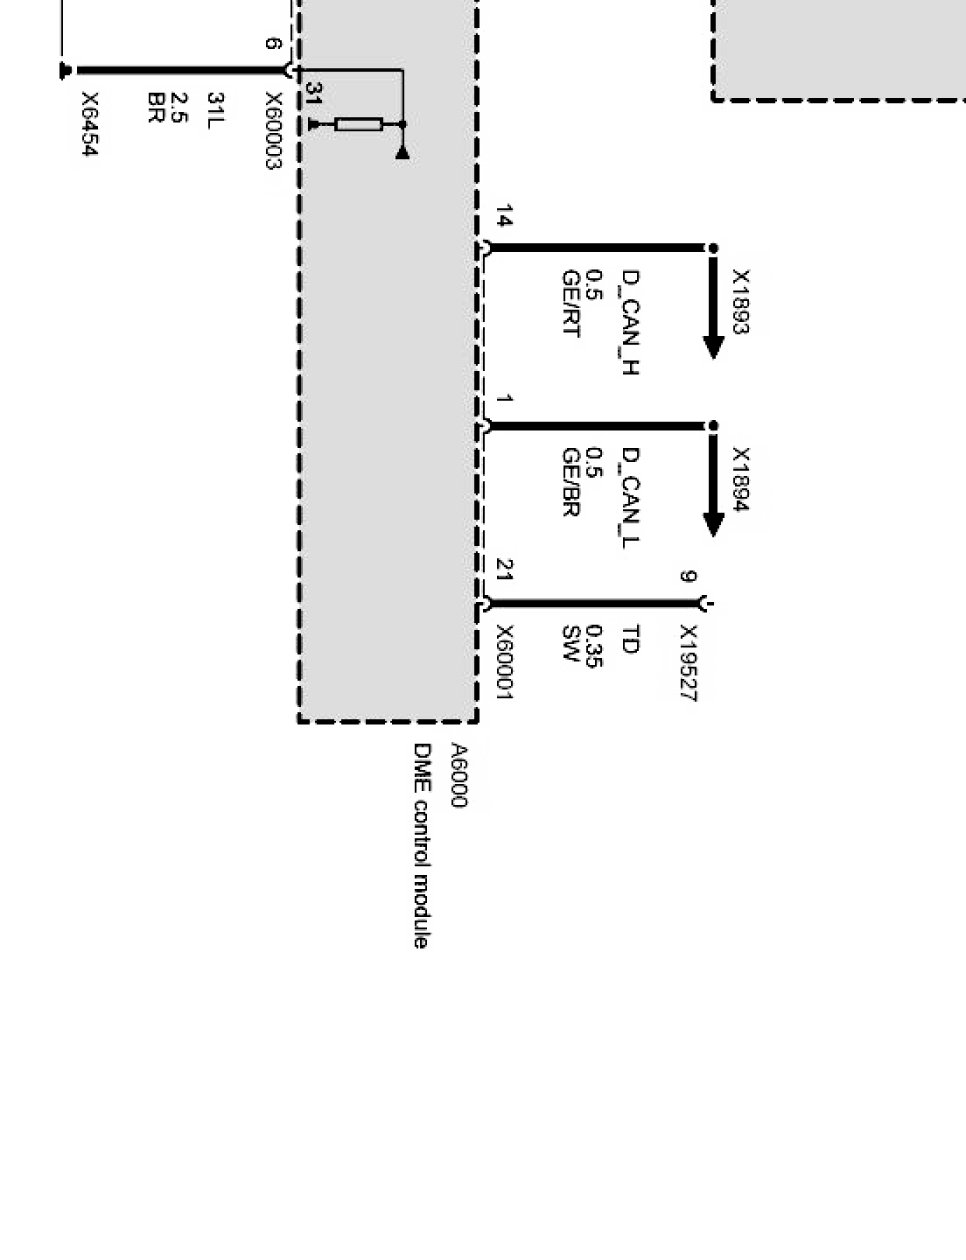 6
X60003
31L
2.5
BR
X6454
31
14
D_CAN_H
0.5
GE/RT
X1893
1
D_CAN_L
0.5
GE/BR
X1894
21
X60001
TD
0.35
SW
9
X19527
A6000
DME control module